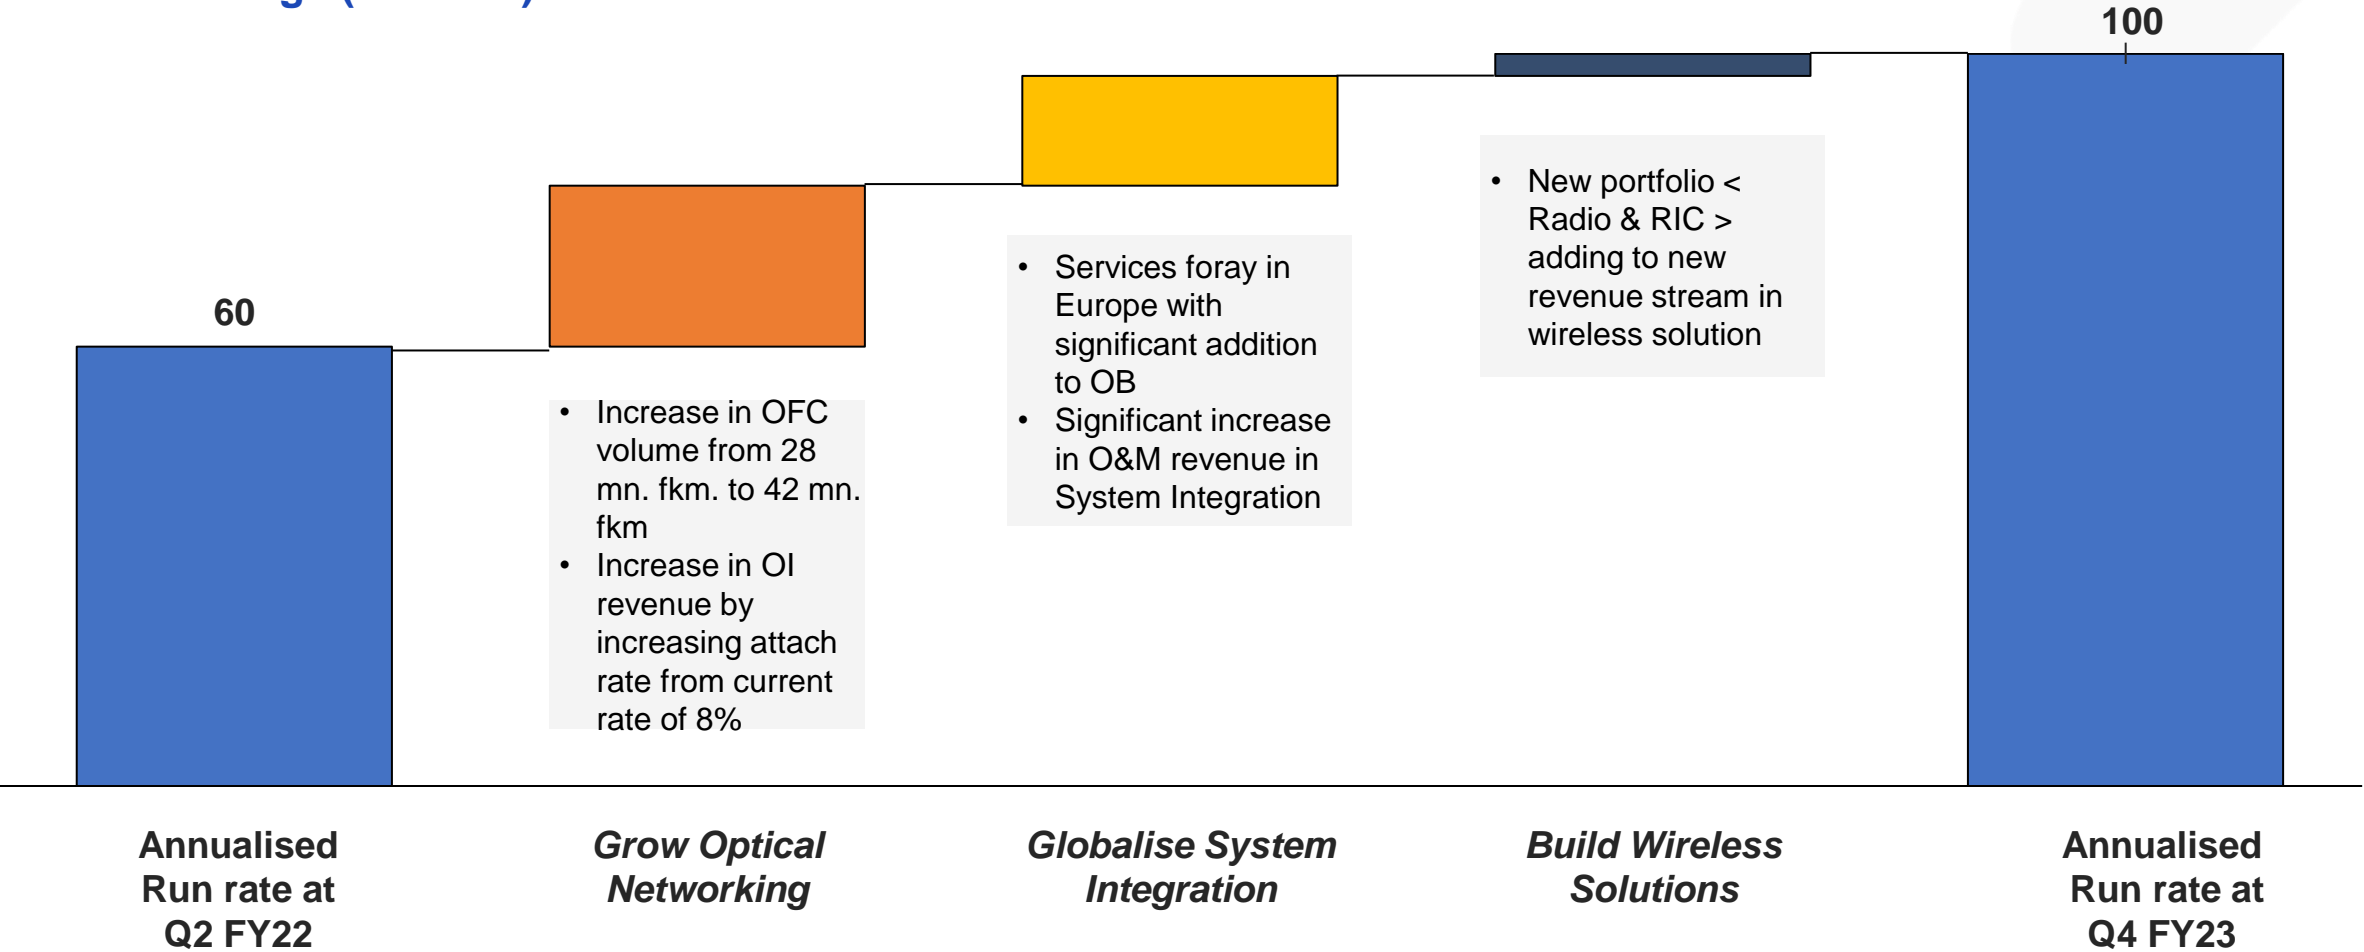 100
60
• Increase in OFC
volume from 28
mn. fkm. to 42 mn.
fkm
• Increase in OI
revenue by
increasing attach
rate from current
rate of 8%
• Services foray in
Europe with
significant addition
to OB
• Significant increase
in O&M revenue in
System Integration
• New portfolio <
Radio & RIC >
adding to new
revenue stream in
wireless solution
Annualised
Run rate at
Q2 FY22
Grow Optical
Networking
Globalise System
Integration
Build Wireless
Solutions
Annualised
Run rate at
Q4 FY23